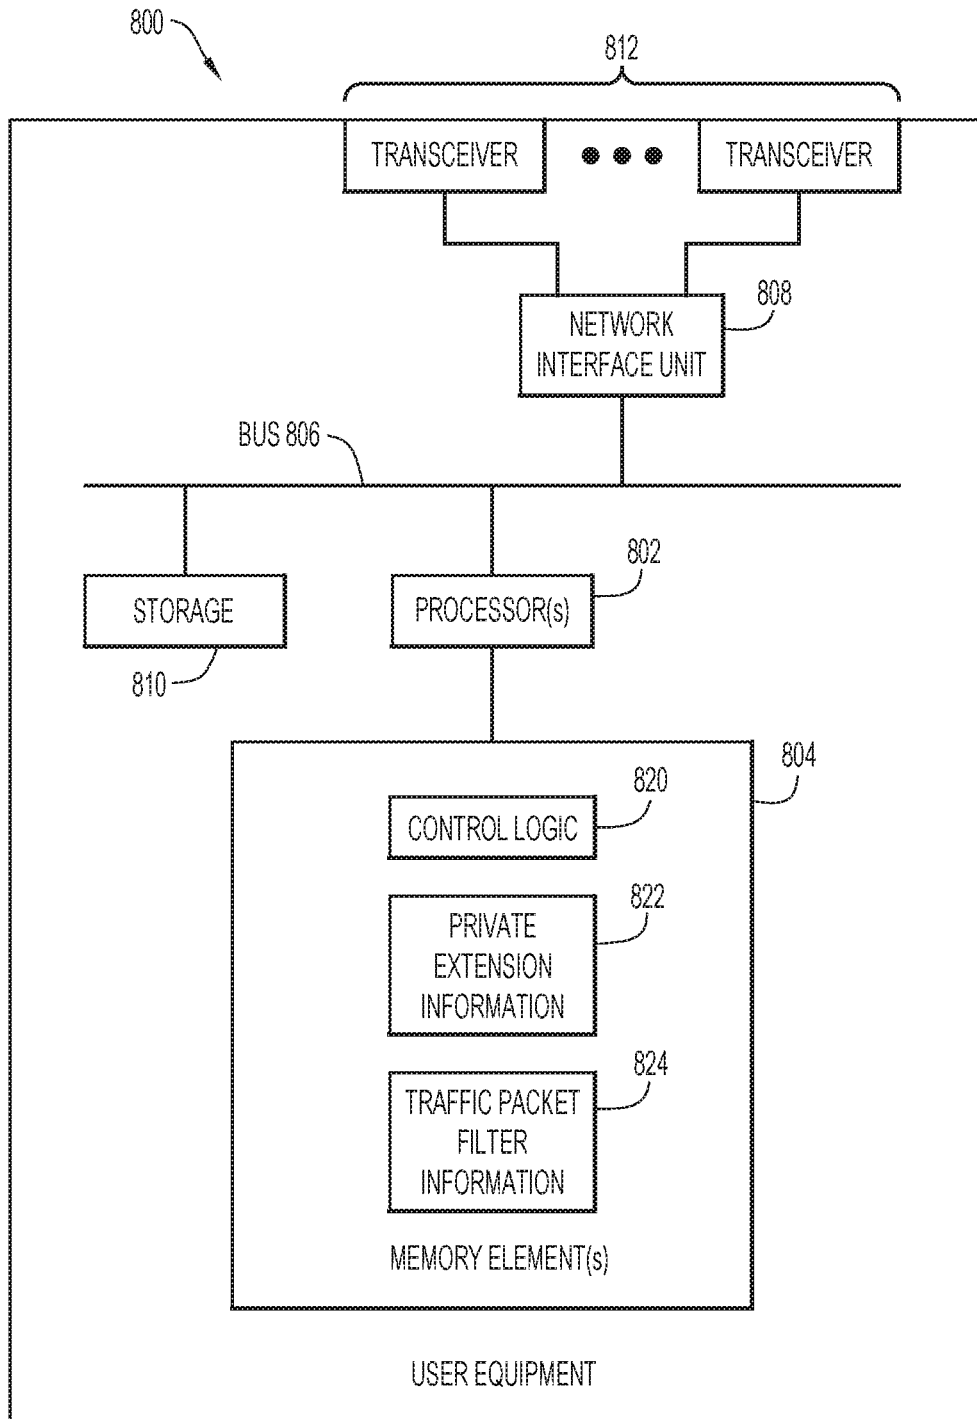 800
812
TRANSCEIVER
TRANSCEIVER
808
NETWORK
INTERFACE UNIT
BUS 806
802
STORAGE
PROCESSOR(s)
810
804
820
CONTROL LOGIC
822
PRIVATE
EXTENSION
INFORMATION
824
TRAFFIC PACKET
FILTER
INFORMATION
MEMORY ELEMENT(s)
USER EQUIPMENT